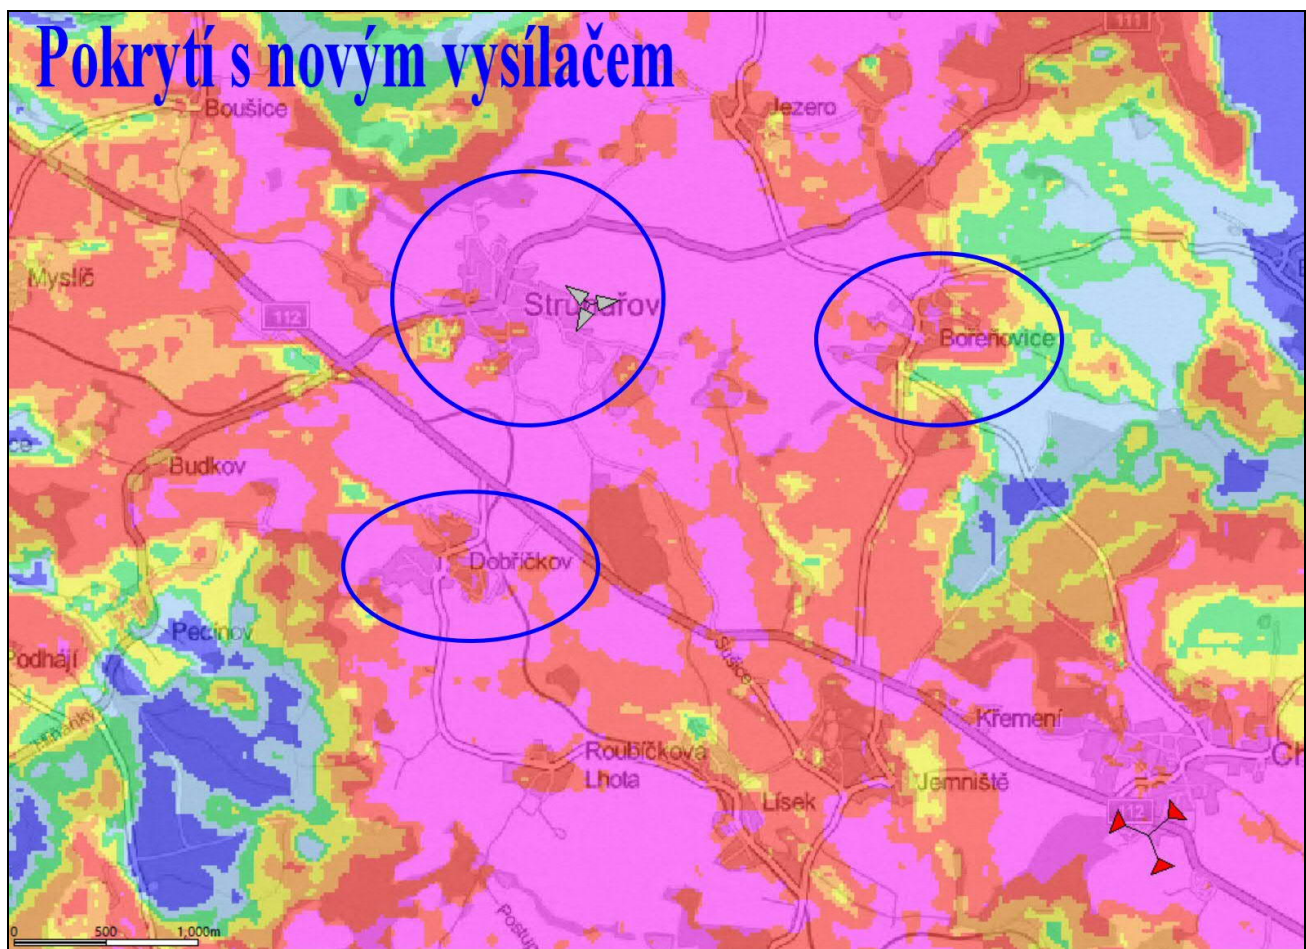 Pokrytí s novým vysílačem
111
Boušice
Jezero
Myslíč
112
Bořeňovice
Budkov
Dobříčkov
Pecínov
Podhájí
Sušice
Křemení
Roubíčkova
Lhota
Jemniště
Lísek
112
0 500 1,000m